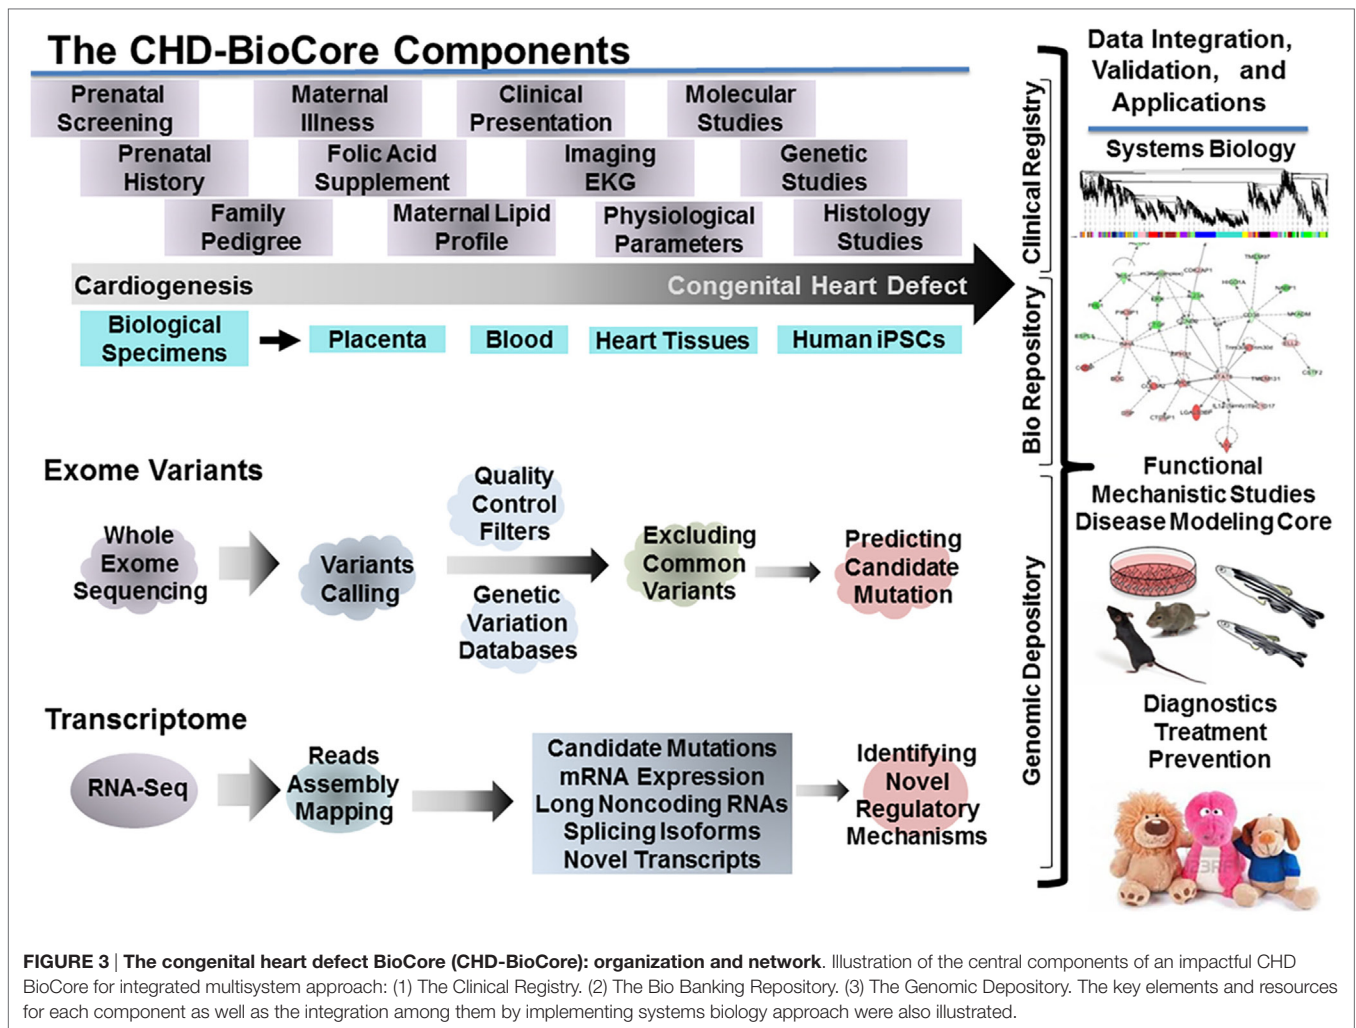 The CHD-BioCore Components
Prenatal
Screening
Maternal
Illness
Clinical
Presentation
Molecular
Studies
Prenatal
History
Folic Acid
Supplement
Imaging
EKG
Genetic
Studies
Family
Pedigree
Maternal Lipid
Profile
Physiological
Parameters
Histology
Studies
Cardiogenesis
Congenital Heart Defect
Biological
Specimens
Placenta
Blood
Heart Tissues
Human iPSCs
Exome Variants
Whole
Exome
Sequencing
Variants
Calling
Quality
Control
Filters
Genetic
Variation
Databases
Excluding
Common
Variants
Predicting
Candidate
Mutation
Transcriptome
RNA-Seq
Reads
Assembly
Mapping
Candidate Mutations
mRNA Expression
Long Noncoding RNAs
Splicing Isoforms
Novel Transcripts
Identifying
Novel
Regulatory
Mechanisms
Clinical Registry
Bio Repository
Genomic Depository
Data Integration,
Validation, and
Applications
Systems Biology
TMEM131
CSTF2
Functional
Mechanistic Studies
Disease Modeling Core
Diagnostics
Treatment
Prevention
FIGURE 3 | The congenital heart defect BioCore (CHD-BioCore): organization and network. Illustration of the central components of an impactful CHD
BioCore for integrated multisystem approach: (1) The Clinical Registry. (2) The Bio Banking Repository. (3) The Genomic Depository. The key elements and resources
for each component as well as the integration among them by implementing systems biology approach were also illustrated.